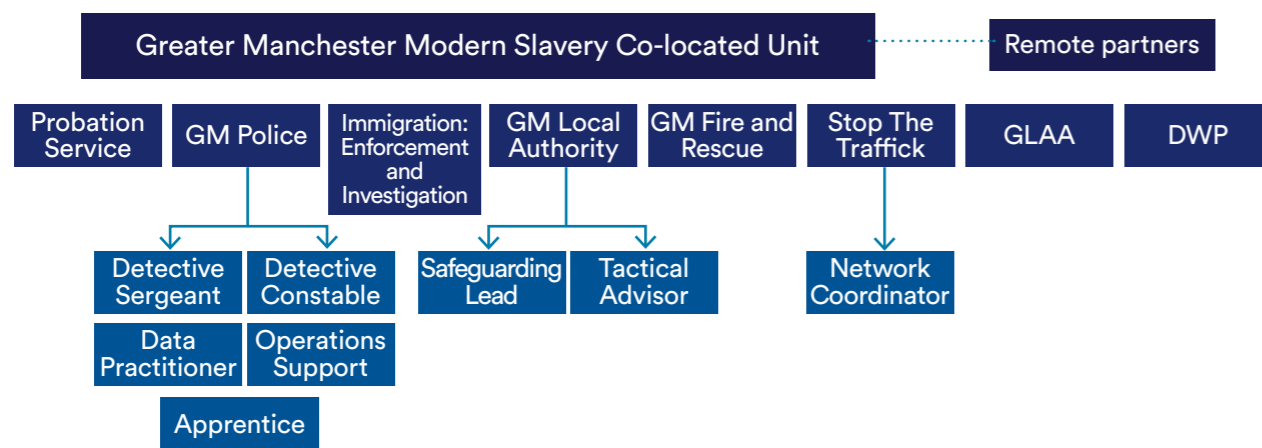 Greater Manchester Modern Slavery Co-located Unit
Remote partners
Probation
Service
GM Police
Immigration:
Enforcement
and
Investigation
GM Local
Authority
GM Fire and
Rescue
Stop The
Traffick
GLAA
DWP
Detective
Sergeant
Detective
Constable
Safeguarding
Lead
Tactical
Advisor
Network
Coordinator
Data
Practitioner
Operations
Support
Apprentice